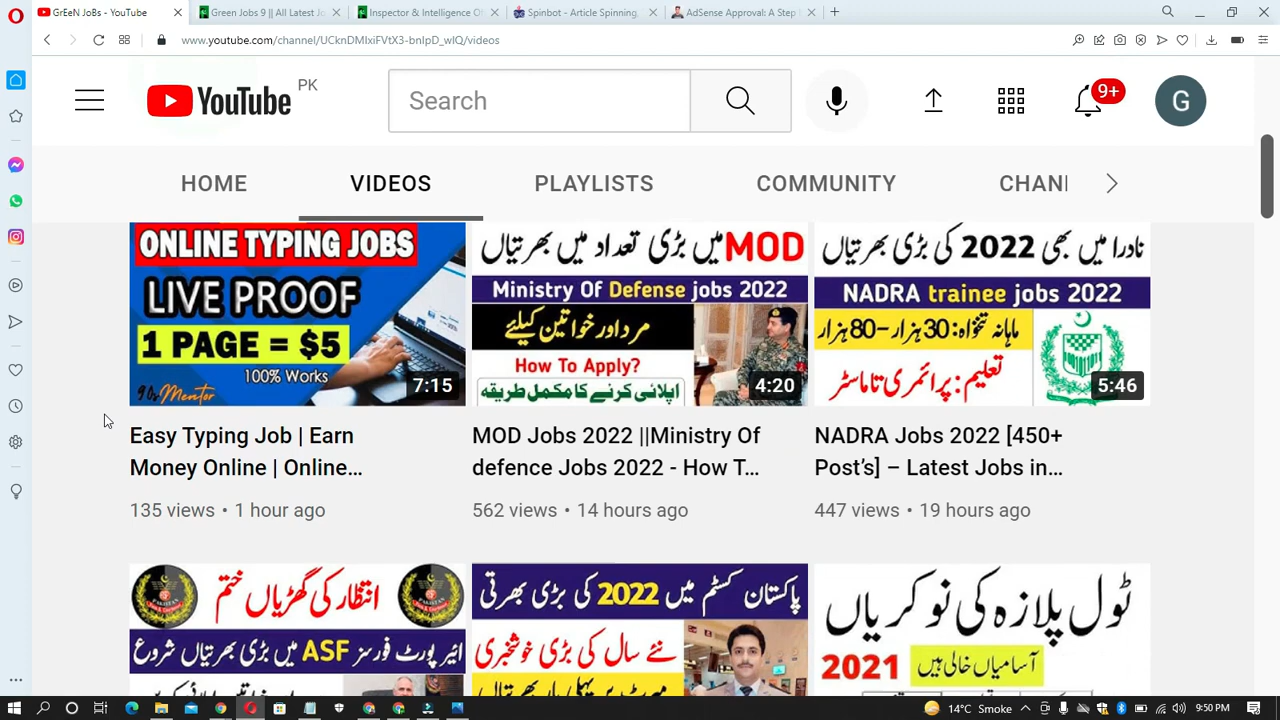 GrEeN JoBs - YouTube
Green Jobs 9 || All Latest Jo
Inspector & Intelligence O
Spinbot - Article Spinning,
AdSense Approval: A Step
www.youtube.com/channel/UCknDMIxiFVtX3-bnIpD_wIQ/videos
YouTube PK
Search
9+
G
HOME
VIDEOS
PLAYLISTS
COMMUNITY
CHANI
ONLINE TYPING JOBS
LIVE PROOF
1 PAGE = $5
100% Works
90s Mentor
7:15
MOD میں بڑی تعداد میں بھرتیاں
Ministry Of Defense jobs 2022
مرد اور خواتین کیلئے
How To Apply?
اپلائی کرنے کا مکمل طریقہ
4:20
نادرا میں بھی 2022 کی بڑی بھرتیاں
NADRA trainee jobs 2022
ماہانہ تنخواہ: 30 ہزار – 80 ہزار
تعلیم: پرائمری تا ماسٹر
5:46
Easy Typing Job | Earn
Money Online | Online...
135 views • 1 hour ago
MOD Jobs 2022 ||Ministry Of
defence Jobs 2022 - How T...
562 views • 14 hours ago
NADRA Jobs 2022 [450+
Post's] – Latest Jobs in...
447 views • 19 hours ago
انتظار کی گھڑیاں ختم
ائیر پورٹ فورسز ASF میں بڑی بھرتیاں شروع
پاکستان کسٹم میں 2022 کی بڑی بھرتی
نئے سال کی بڑی خوشخبری
ٹول پلازہ کی نوکریاں
2021 آسامیاں خالی ہیں
14°C Smoke
9:50 PM